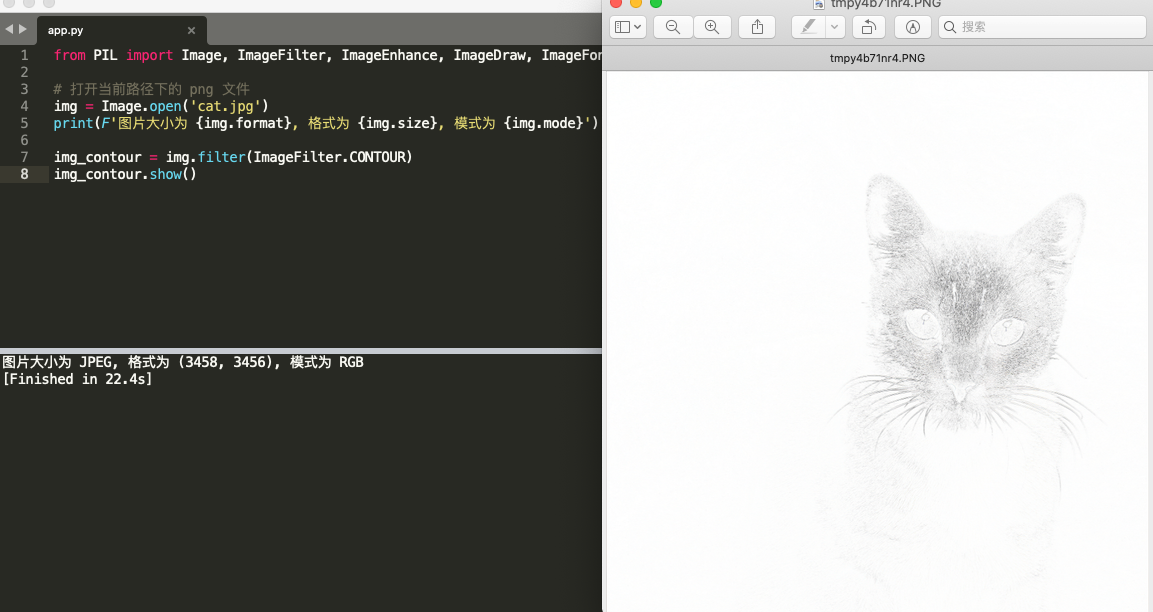 app.py
1 from PIL import Image, ImageFilter, ImageEnhance, ImageDraw, ImageFon
2
3 # 打开当前路径下的 png 文件
4 img = Image.open('cat.jpg')
5 print(F'图片大小为 {img.format}, 格式为 {img.size}, 模式为 {img.mode}')
6
7 img_contour = img.filter(ImageFilter.CONTOUR)
8 img_contour.show()
图片大小为 JPEG, 格式为 (3458, 3456), 模式为 RGB
[Finished in 22.4s]
tmpy4b71nr4.PNG
搜索
tmpy4b71nr4.PNG